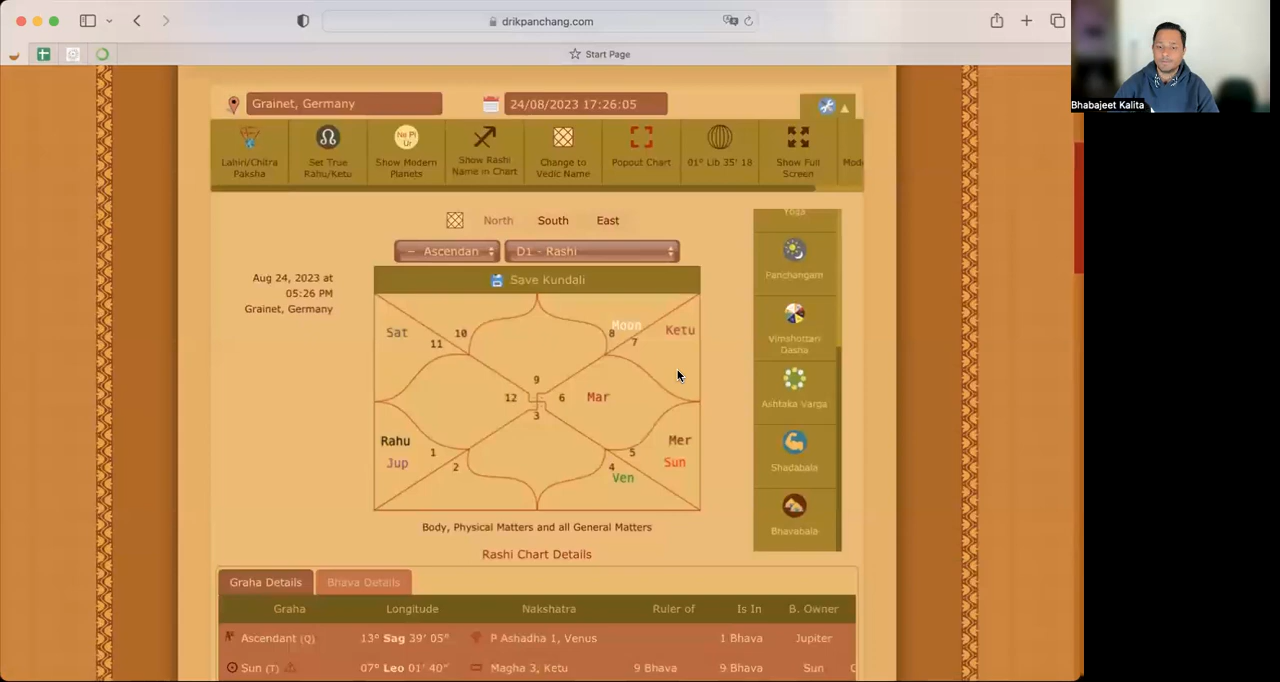 drikpanchang.com
Start Page
Bhabajeet Kalita
Grainet, Germany
24/08/2023 17:26:05
Lahiri/Chitra
Paksha
Set True
Rahu/Ketu
Show Modern
Planets
Show Rashi
Name in Chart
Change to
Vedic Name
Popout Chart
01° Lib 35' 18
Show Full
Screen
North
South
East
Yoga
Ascendan
D1 - Rashi
Panchangam
Save Kundali
Aug 24, 2023 at
05:26 PM
Grainet, Germany
Sat
10
11
Moon
8
7
Ketu
Vimshottari
Dasha
9
12
6
Mar
3
Ashtaka Varga
Rahu
Jup
1
2
5
4
Mer
Sun
Ven
Shadabala
Body, Physical Matters and all General Matters
Bhavabala
Rashi Chart Details
Graha Details
Bhava Details
Graha
Longitude
Nakshatra
Ruler of
Is In
B. Owner
Ascendant (Q)
13° Sag 39' 05"
P Ashadha 1, Venus
1 Bhava
Jupiter
Sun (T)
07° Leo 01' 40"
Magha 3, Ketu
9 Bhava
9 Bhava
Sun